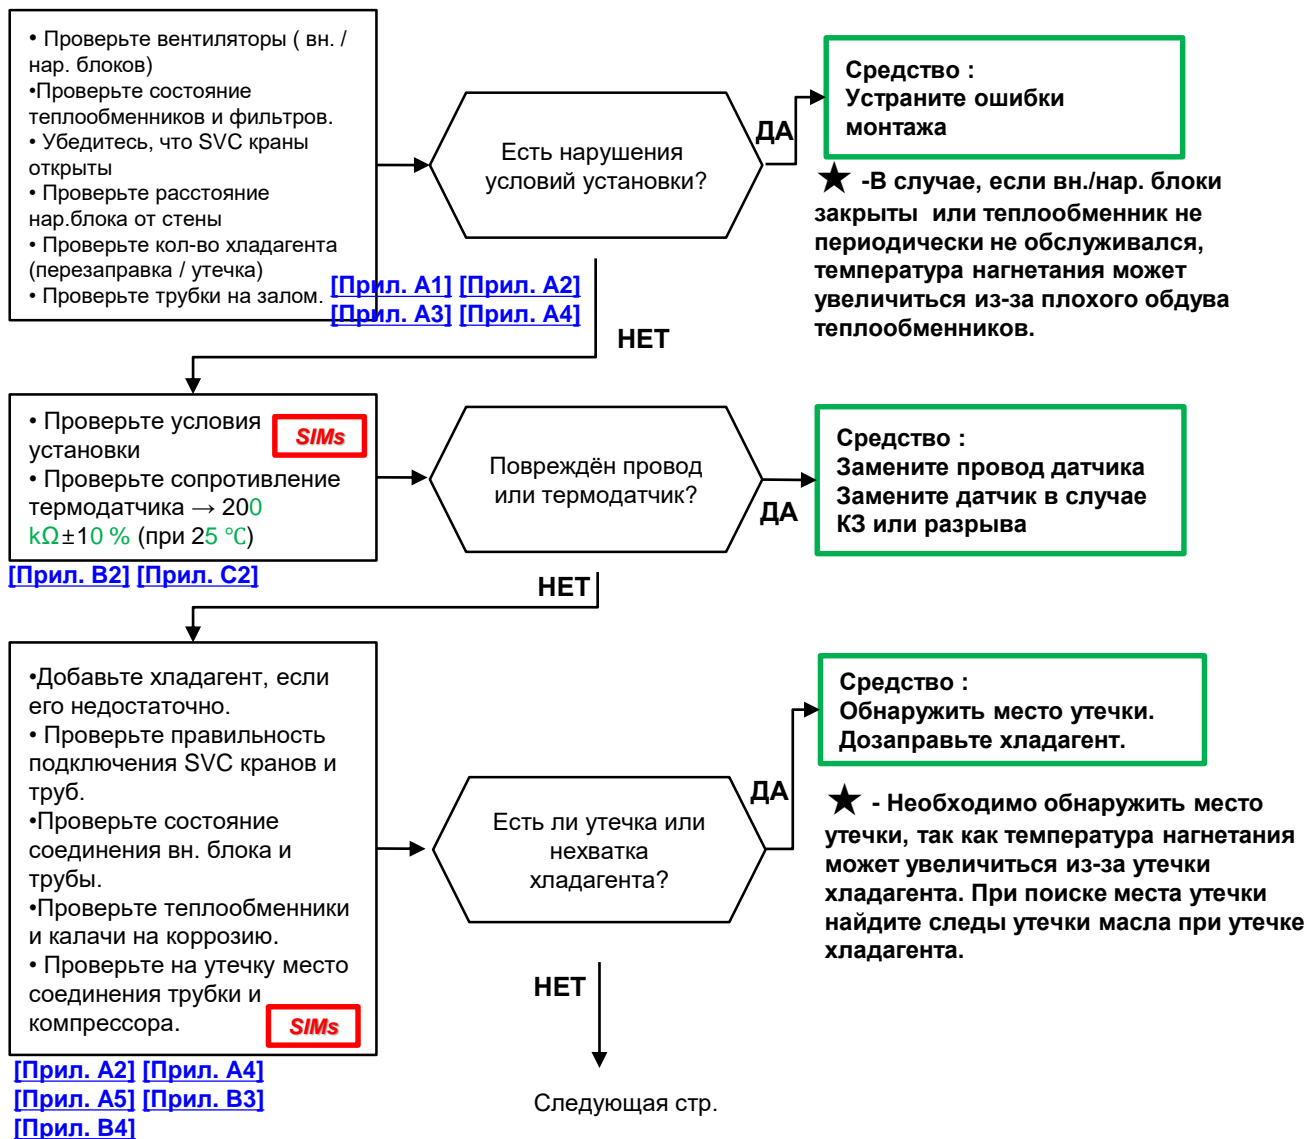 • Проверьте вентиляторы ( вн. /
нар. блоков)
•Проверьте состояние
теплообменников и фильтров.
• Убедитесь, что SVC краны
открыты
• Проверьте расстояние
нар.блока от стены
• Проверьте кол-во хладагента
(перезаправка / утечка)
• Проверьте трубки на залом.
[Прил. A1] [Прил. A2]
[Прил. A3] [Прил. A4]
Есть нарушения
условий установки?
ДА
Средство :
Устраните ошибки
монтажа
★ -В случае, если вн./нар. блоки
закрыты или теплообменник не
периодически не обслуживался,
температура нагнетания может
увеличиться из-за плохого обдува
теплообменников.
НЕТ
• Проверьте условия
установки
SIMs
• Проверьте сопротивление
термодатчика → 200
kΩ±10 % (при 25 ℃)
[Прил. B2] [Прил. C2]
Повреждён провод
или термодатчик?
ДА
Средство :
Замените провод датчика
Замените датчик в случае
КЗ или разрыва
НЕТ
•Добавьте хладагент, если
его недостаточно.
• Проверьте правильность
подключения SVC кранов и
труб.
•Проверьте состояние
соединения вн. блока и
трубы.
•Проверьте теплообменники
и калачи на коррозию.
• Проверьте на утечку место
соединения трубки и
компрессора.
SIMs
[Прил. A2] [Прил. A4]
[Прил. A5] [Прил. B3]
[Прил. B4]
Есть ли утечка или
нехватка
хладагента?
ДА
Средство :
Обнаружить место утечки.
Дозаправьте хладагент.
★ - Необходимо обнаружить место
утечки, так как температура нагнетания
может увеличиться из-за утечки
хладагента. При поиске места утечки
найдите следы утечки масла при утечке
хладагента.
НЕТ
Следующая стр.